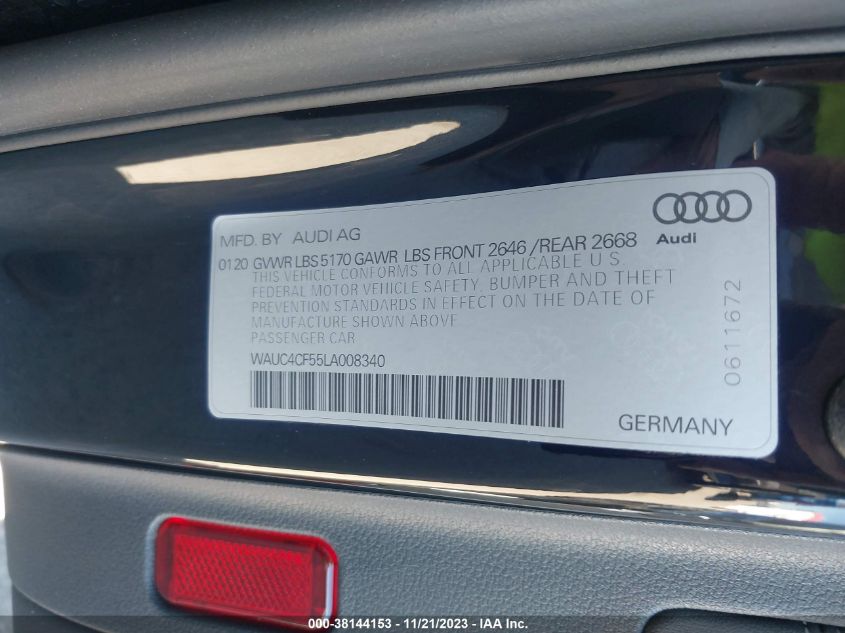 MFD. BY AUDI AG
Audi
0120 GVWR LBS 5170 GAWR LBS FRONT 2646 /REAR 2668
THIS VEHICLE CONFORMS TO ALL APPLICABLE U S
FEDERAL MOTOR VEHICLE SAFETY, BUMPER AND THEFT
PREVENTION STANDARDS IN EFFECT ON THE DATE OF
MANUFACTURE SHOWN ABOVE
PASSENGER CAR
WAUC4CF55LA008340
0611672
GERMANY
000-38144153 - 11/21/2023 - IAA Inc.